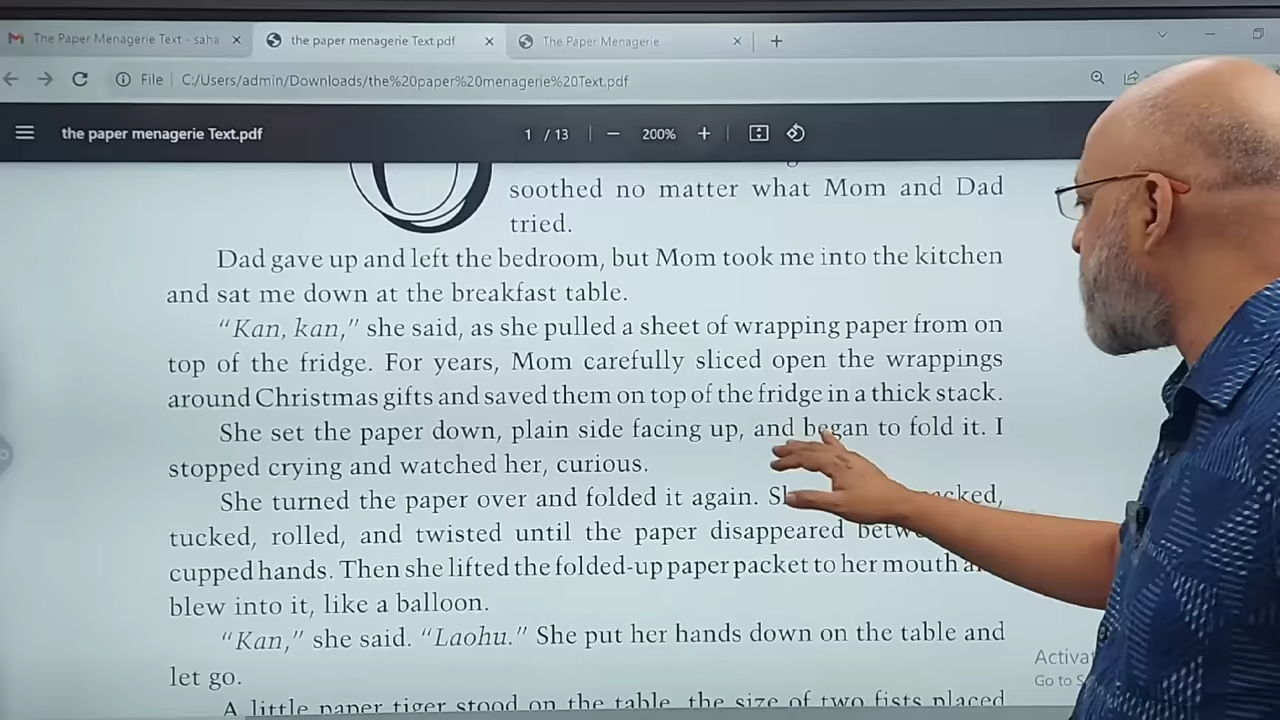 The Paper Menagerie Text - saha
the paper menagerie Text.pdf
The Paper Menagerie
File
C:/Users/admin/Downloads/the%20paper%20menagerie%20Text.pdf
the paper menagerie Text.pdf
1 / 13
200%
O
soothed no matter what Mom and Dad
tried.
Dad gave up and left the bedroom, but Mom took me into the kitchen
and sat me down at the breakfast table.
“Kan, kan,” she said, as she pulled a sheet of wrapping paper from on
top of the fridge. For years, Mom carefully sliced open the wrappings
around Christmas gifts and saved them on top of the fridge in a thick stack.
She set the paper down, plain side facing up, and began to fold it. I
stopped crying and watched her, curious.
She turned the paper over and folded it again.
tucked, rolled, and twisted until the paper disappeared
cupped hands. Then she lifted the folded-up paper packet to her mouth
blew into it, like a balloon.
“Kan,” she said. “Laohu.” She put her hands down on the table and
let go.
A little paper tiger stood on the table, the size of two fists placed
Go to